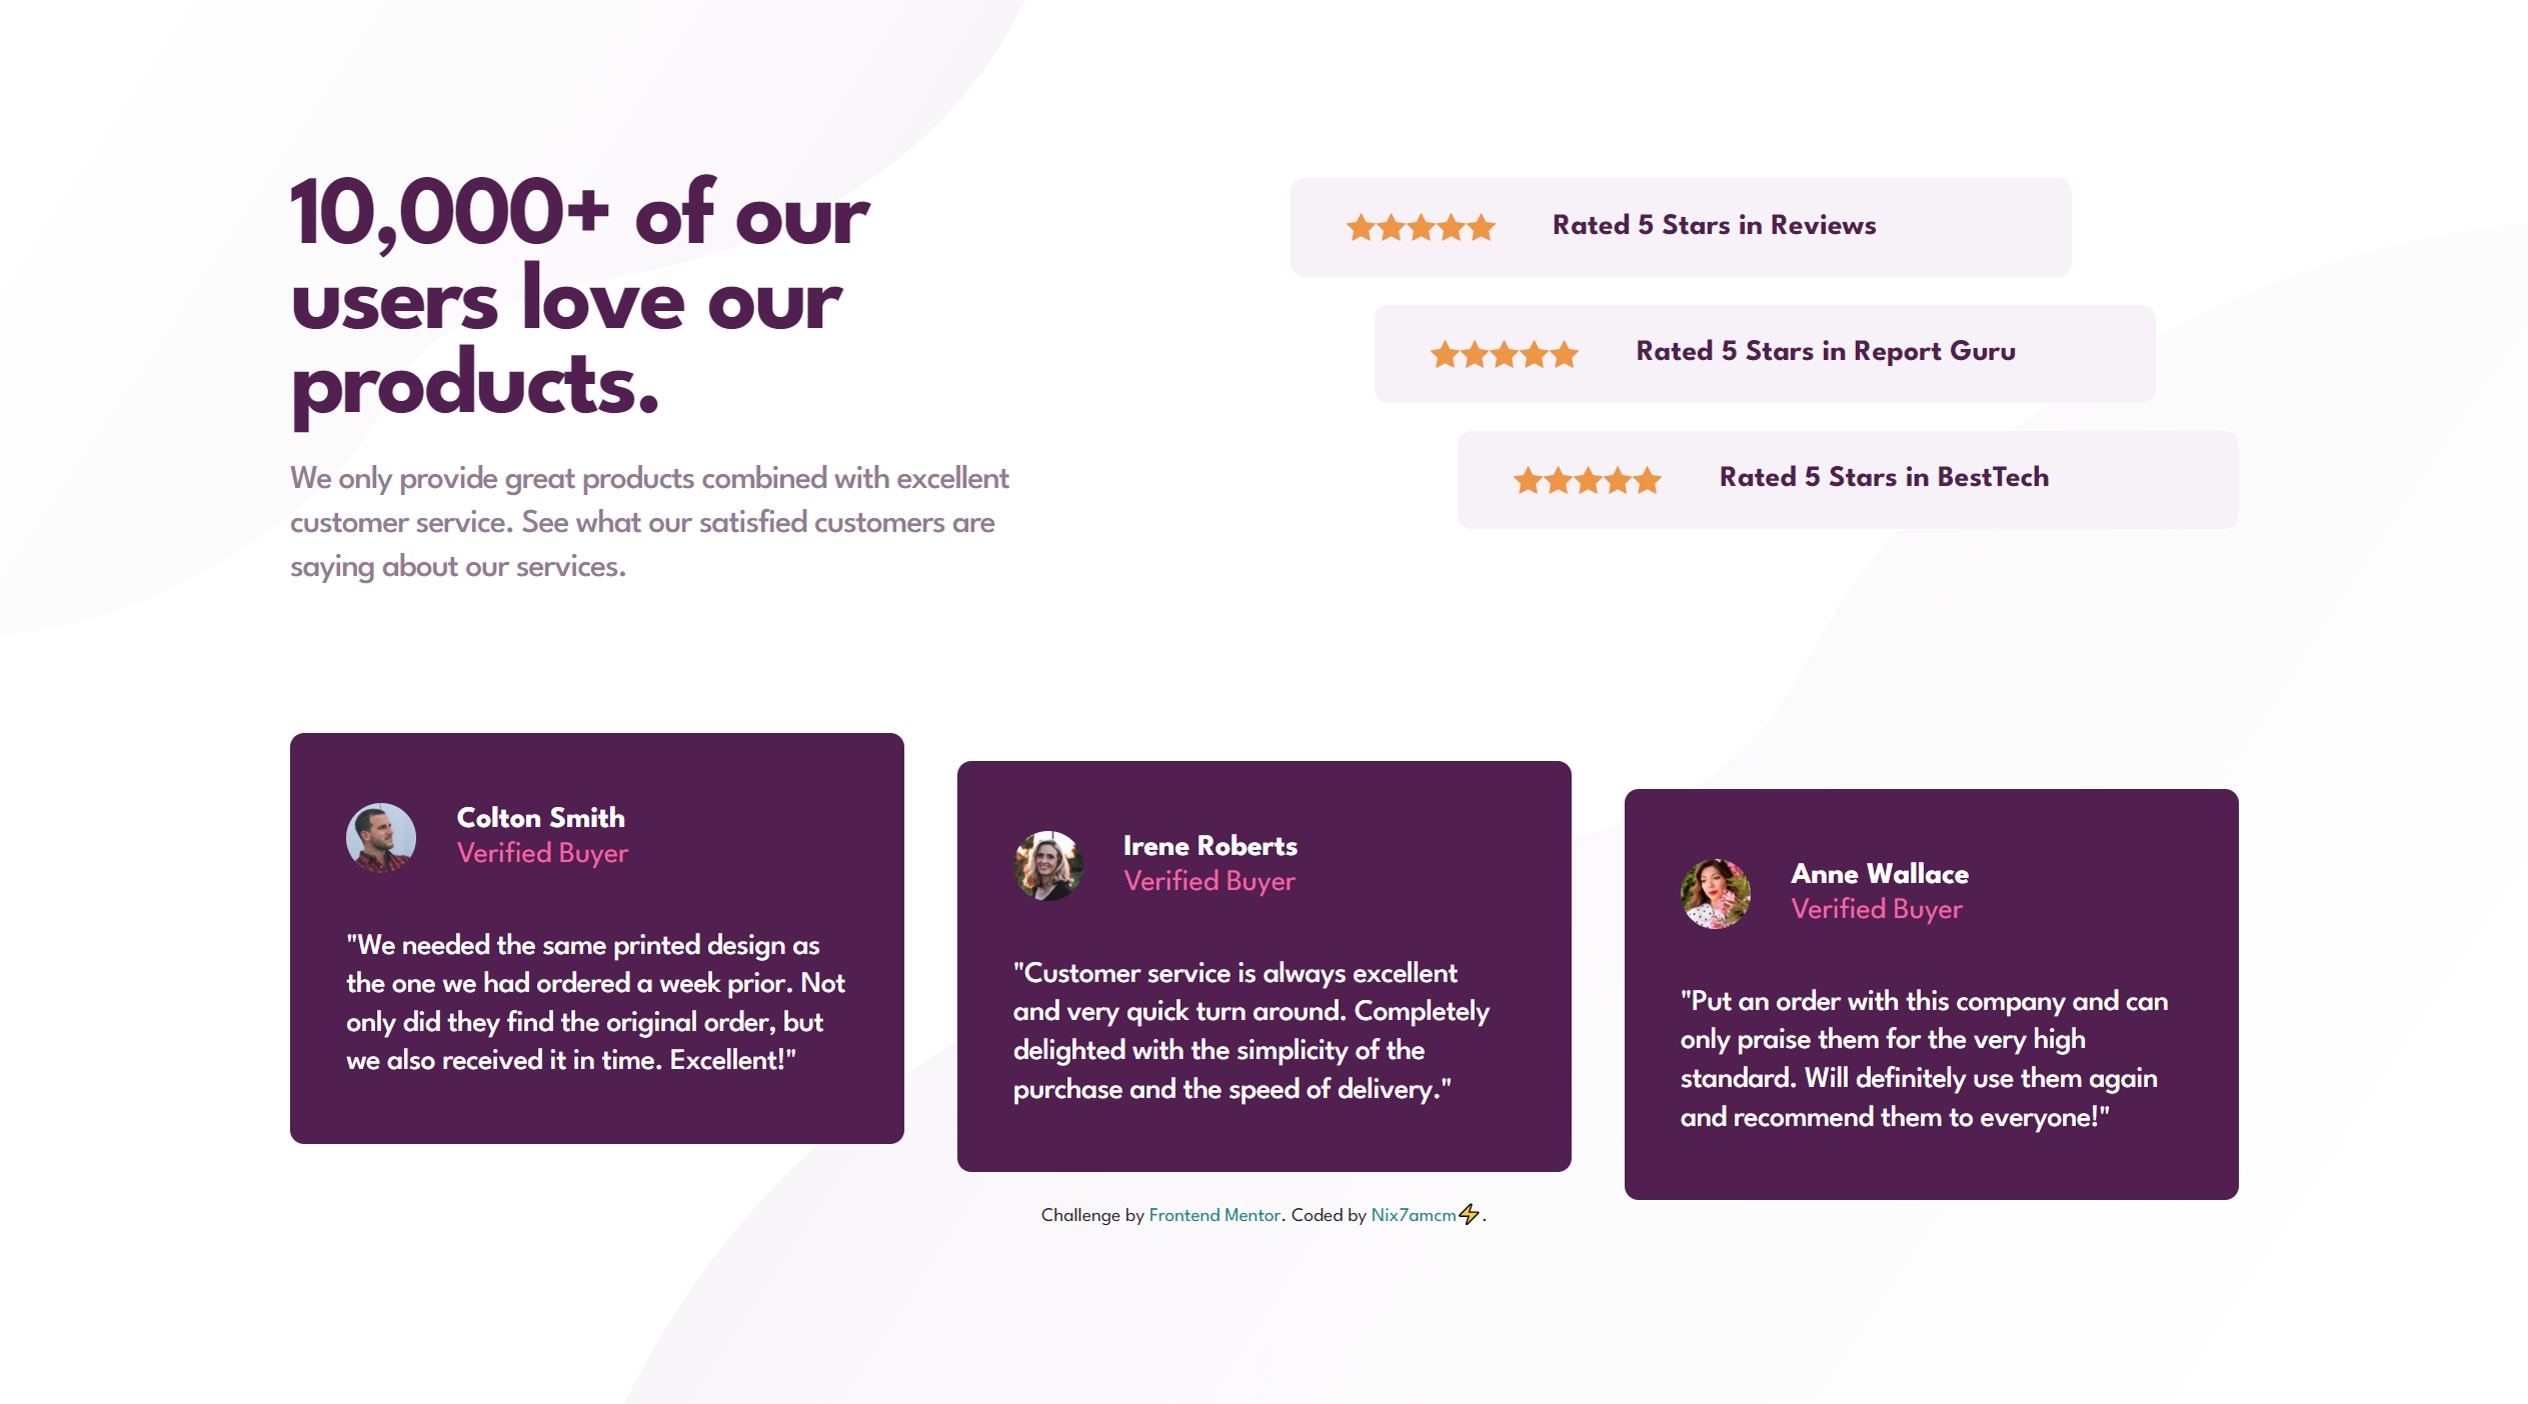 10,000+ of our
users love our
products.
We only provide great products combined with excellent
customer service. See what our satisfied customers are
saying about our services.
Rated 5 Stars in Reviews
Rated 5 Stars in Report Guru
Rated 5 Stars in BestTech
Colton Smith
Verified Buyer
"We needed the same printed design as
the one we had ordered a week prior. Not
only did they find the original order, but
we also received it in time. Excellent!"
Irene Roberts
Verified Buyer
"Customer service is always excellent
and very quick turn around. Completely
delighted with the simplicity of the
purchase and the speed of delivery."
Anne Wallace
Verified Buyer
"Put an order with this company and can
only praise them for the very high
standard. Will definitely use them again
and recommend them to everyone!"
Challenge by Frontend Mentor. Coded by Nix7amcm⚡.